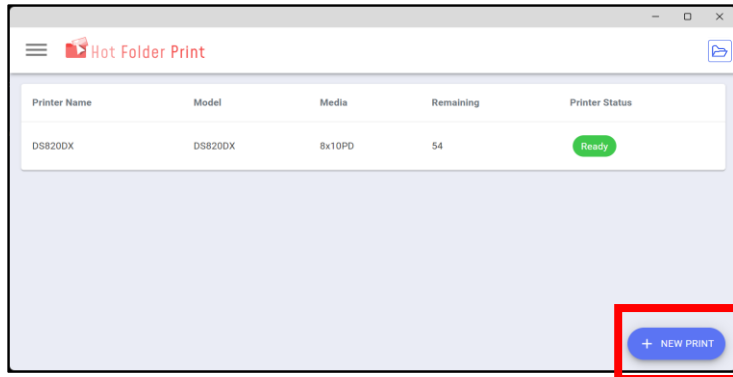 Hot Folder Print
Printer Name Model Media Remaining Printer Status
DS820DX DS820DX 8x10PD 54 Ready
+ NEW PRINT